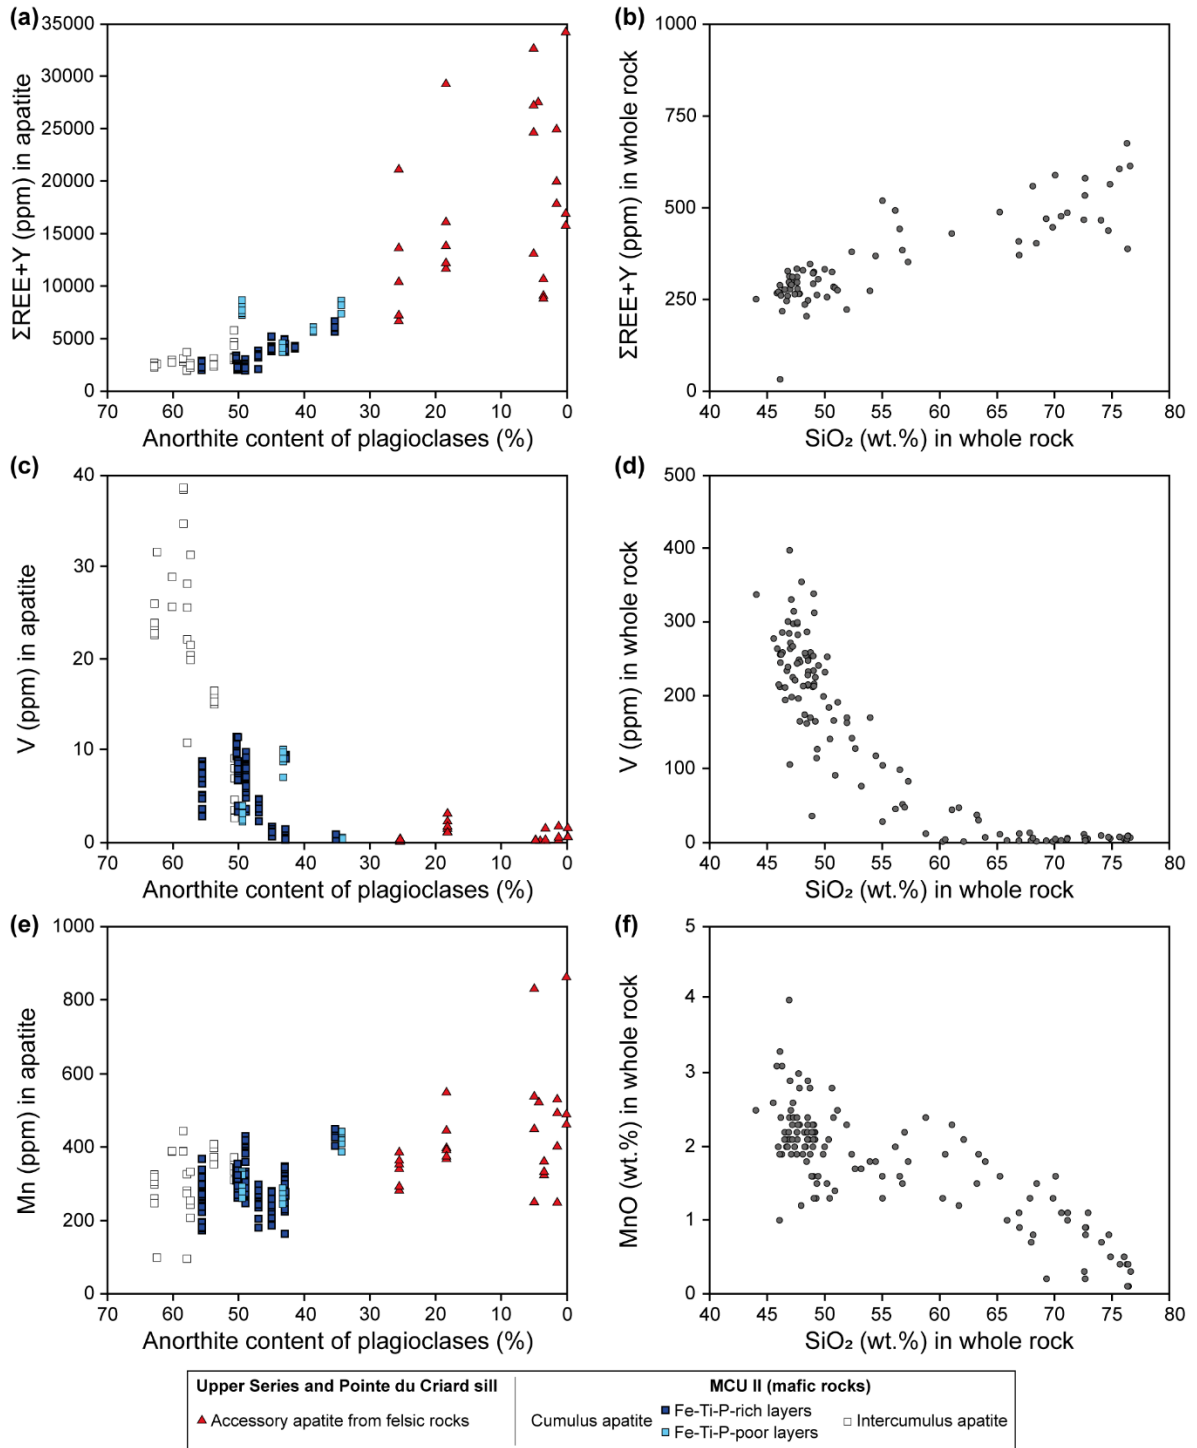 (a)
35000
30000
25000
20000
15000
10000
5000
0
ΣREE+Y (ppm) in apatite
70 60 50 40 30 20 10 0
Anorthite content of plagioclases (%)
(b)
1000
750
500
250
0
ΣREE+Y (ppm) in whole rock
40 45 50 55 60 65 70 75 80
SiO₂ (wt.%) in whole rock
(c)
40
30
20
10
0
V (ppm) in apatite
70 60 50 40 30 20 10 0
Anorthite content of plagioclases (%)
(d)
500
400
300
200
100
0
V (ppm) in whole rock
40 45 50 55 60 65 70 75 80
SiO₂ (wt.%) in whole rock
(e)
1000
800
600
400
200
0
Mn (ppm) in apatite
70 60 50 40 30 20 10 0
Anorthite content of plagioclases (%)
(f)
5
4
3
2
1
0
MnO (wt.%) in whole rock
40 45 50 55 60 65 70 75 80
SiO₂ (wt.%) in whole rock
Upper Series and Pointe du Criard sill
Accessory apatite from felsic rocks
MCU II (mafic rocks)
Cumulus apatite
Fe-Ti-P-rich layers
Fe-Ti-P-poor layers
Intercumulus apatite